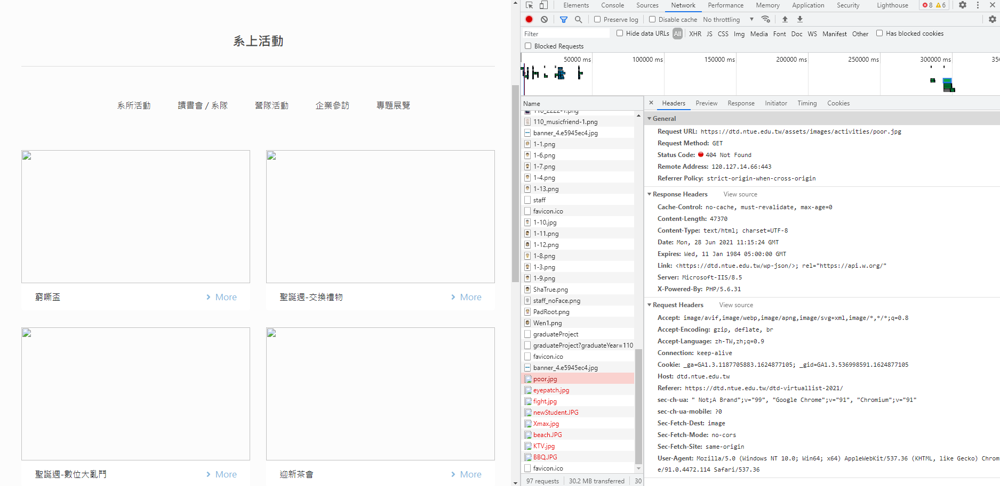 系上活動
系所活動
讀書會 / 系隊
營隊活動
企業參訪
專題展覽
窮嘶盃
More
聖誕週-交換禮物
More
聖誕週-數位大亂鬥
More
迎新茶會
More
Elements Console Sources Network Performance Memory Application Security Lighthouse 8 6
Preserve log Disable cache No throttling
Filter Hide data URLs All XHR JS CSS Img Media Font Doc WS Manifest Other Has blocked cookies
Blocked Requests
50000 ms 100000 ms 150000 ms 200000 ms 250000 ms 300000 ms 35
Name
110_2222-1.png
110_musicfriend-1.png
banner_4.e5945ec4.jpg
1-1.png
1-6.png
1-7.png
1-4.png
1-13.png
staff
favicon.ico
1-10.jpg
1-11.png
1-12.png
1-8.png
1-3.png
1-9.png
ShaTrue.png
staff_noFace.png
PadRoot.png
Wen1.png
graduateProject
graduateProject?graduateYear=110
favicon.ico
banner_4.e5945ec4.jpg
poor.jpg
eyepatch.jpg
fight.jpg
newStudent.JPG
Xmax.jpg
beach.JPG
KTV.jpg
BBQ.JPG
favicon.ico
97 requests 30.2 MB transferred 30
× Headers Preview Response Initiator Timing Cookies
General
Request URL: https://dtd.ntue.edu.tw/assets/images/activities/poor.jpg
Request Method: GET
Status Code: 404 Not Found
Remote Address: 120.127.14.66:443
Referrer Policy: strict-origin-when-cross-origin
Response Headers View source
Cache-Control: no-cache, must-revalidate, max-age=0
Content-Length: 47370
Content-Type: text/html; charset=UTF-8
Date: Mon, 28 Jun 2021 11:15:24 GMT
Expires: Wed, 11 Jan 1984 05:00:00 GMT
Link: <https://dtd.ntue.edu.tw/wp-json/>; rel="https://api.w.org/"
Server: Microsoft-IIS/8.5
X-Powered-By: PHP/5.6.31
Request Headers View source
Accept: image/avif,image/webp,image/apng,image/svg+xml,image/*,*/*;q=0.8
Accept-Encoding: gzip, deflate, br
Accept-Language: zh-TW,zh;q=0.9
Connection: keep-alive
Cookie: _ga=GA1.3.1187705883.1624877105; _gid=GA1.3.536998591.1624877105
Host: dtd.ntue.edu.tw
Referer: https://dtd.ntue.edu.tw/dtd-virtuallist-2021/
sec-ch-ua: " Not;A Brand";v="99", "Google Chrome";v="91", "Chromium";v="91"
sec-ch-ua-mobile: ?0
Sec-Fetch-Dest: image
Sec-Fetch-Mode: no-cors
Sec-Fetch-Site: same-origin
User-Agent: Mozilla/5.0 (Windows NT 10.0; Win64; x64) AppleWebKit/537.36 (KHTML, like Gecko) Chrom
e/91.0.4472.114 Safari/537.36